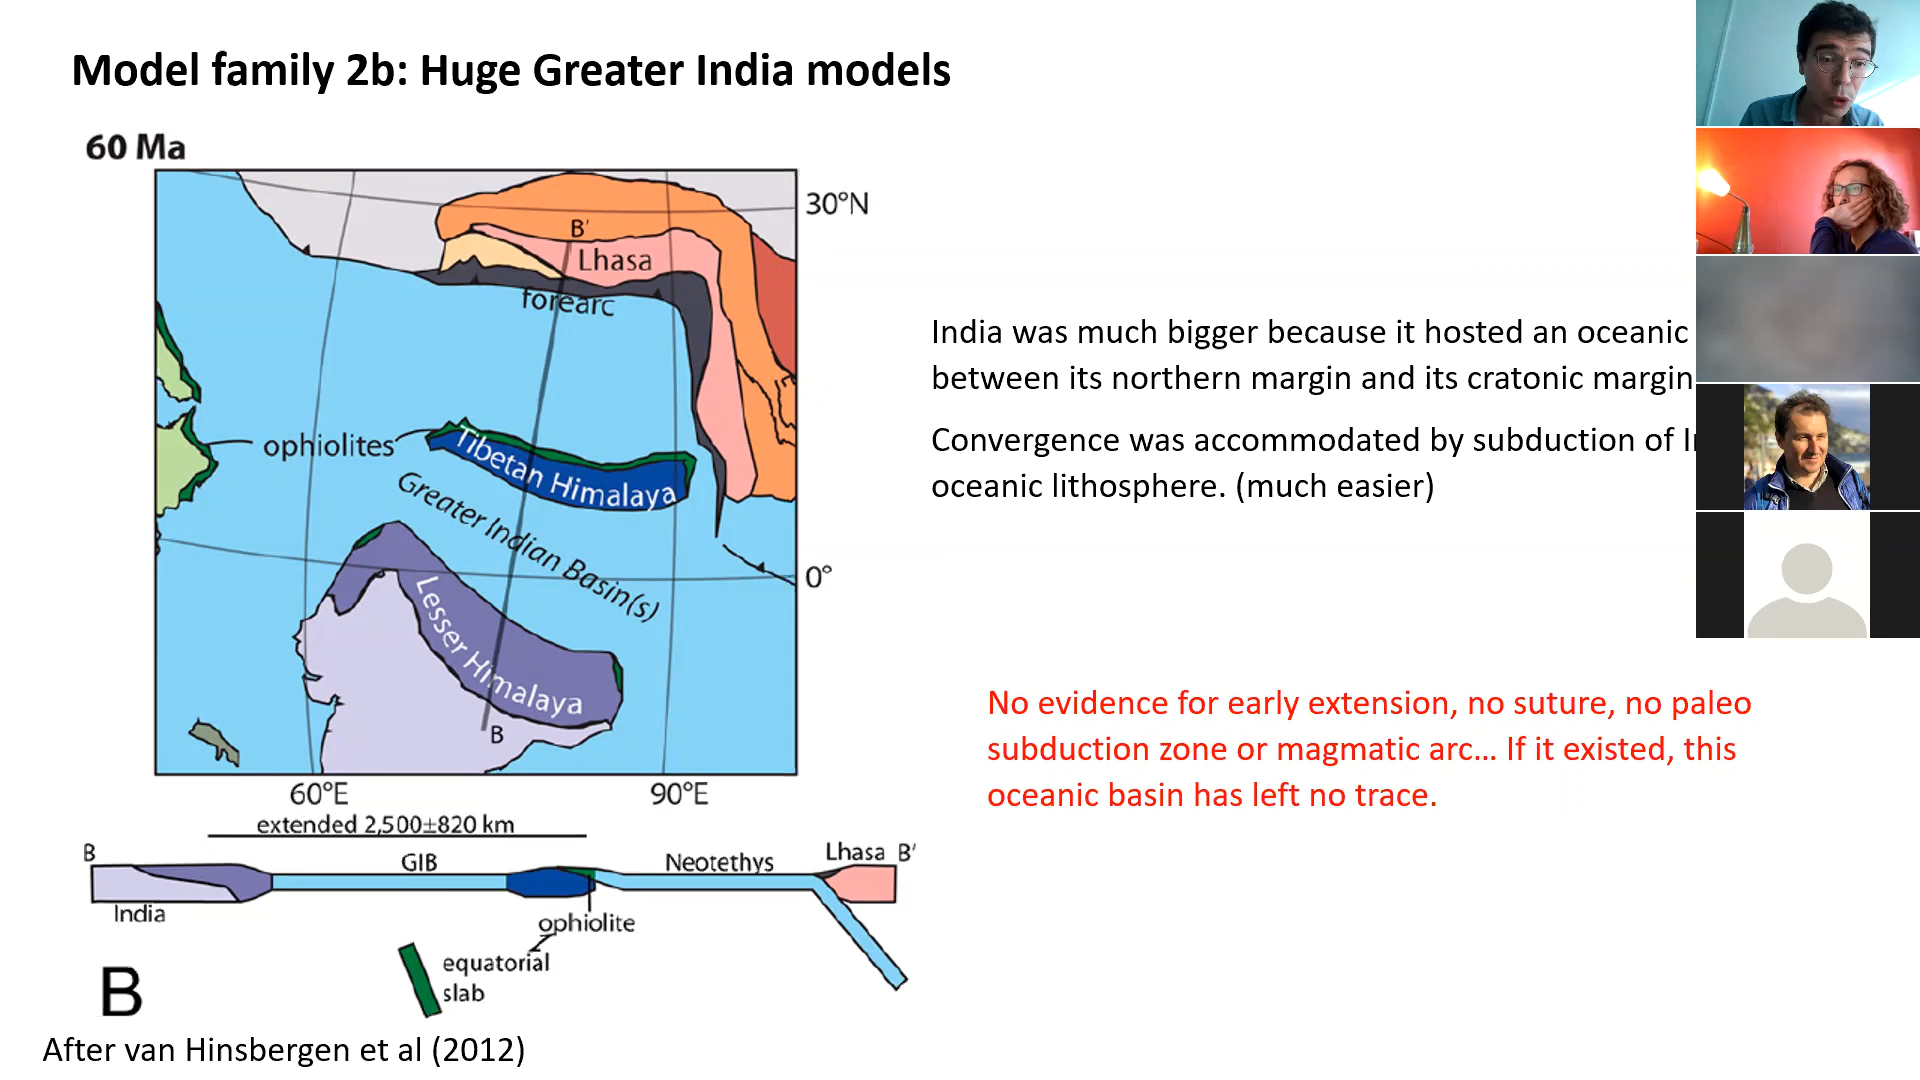 Model family 2b: Huge Greater India models
60 Ma
30°N
B'
Lhasa
forearc
ophiolites
Tibetan Himalaya
Greater Indian Basin(s)
0°
Lesser Himalaya
B
60°E
90°E
India was much bigger because it hosted an oceanic
between its northern margin and its cratonic margin
Convergence was accommodated by subduction of
oceanic lithosphere. (much easier)
No evidence for early extension, no suture, no paleo
subduction zone or magmatic arc... If it existed, this
oceanic basin has left no trace.
extended 2,500±820 km
B
GIB
Neotethys
Lhasa B'
India
ophiolite
equatorial
slab
B
After van Hinsbergen et al (2012)